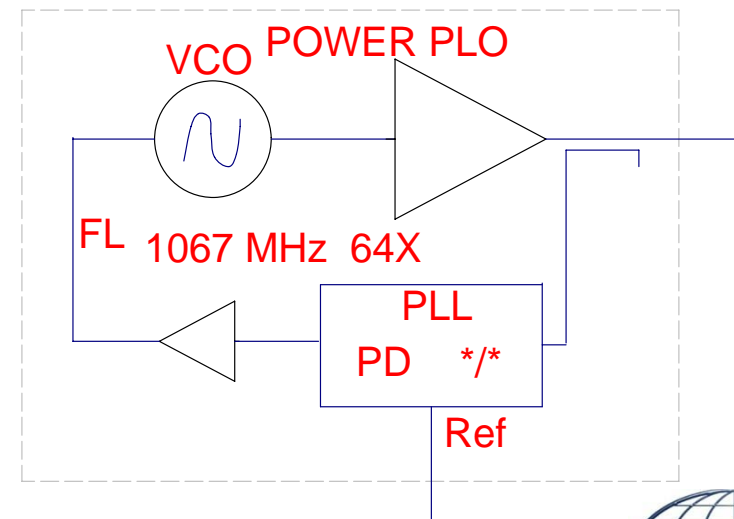 POWER PLO
VCO
FL
1067 MHz 64X
PLL
PD */*
Ref